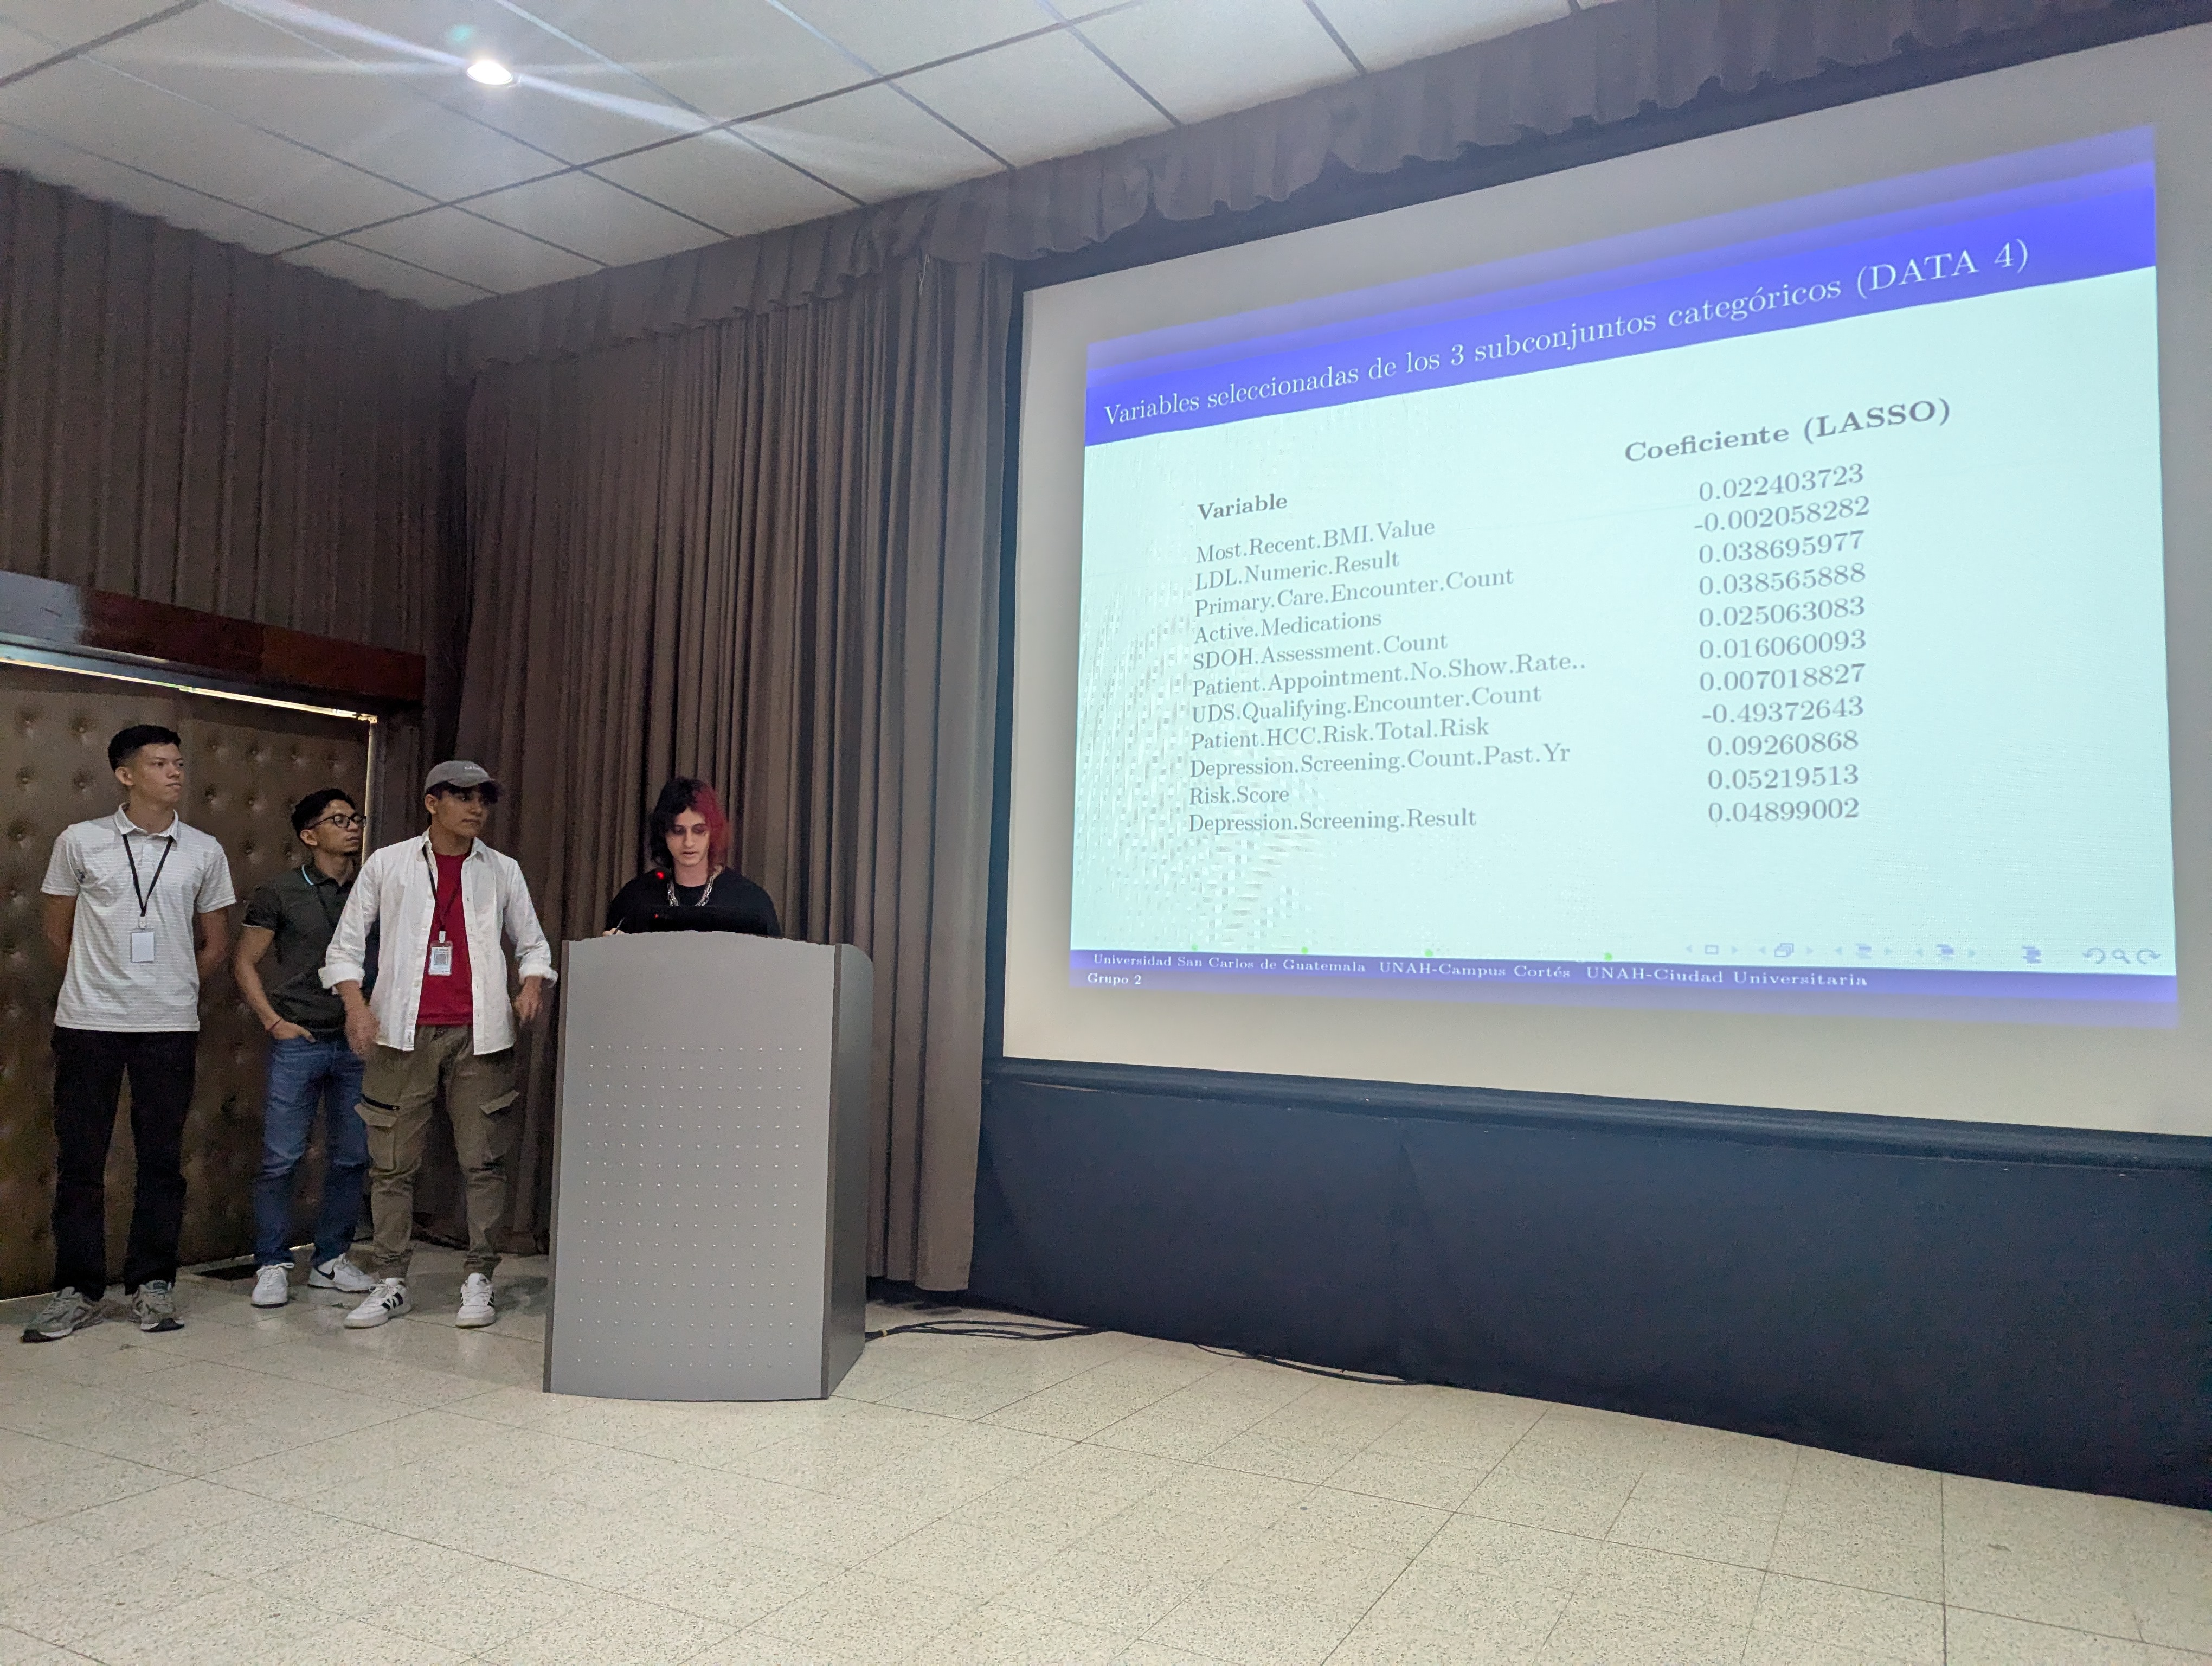 Variables seleccionadas de los 3 subconjuntos categóricos (DATA 4)
Variable Coeficiente (LASSO)
Most.Recent.BMI.Value 0.022403723
LDL.Numeric.Result -0.002058282
Primary.Care.Encounter.Count 0.038695977
Active.Medications 0.038565888
SDOH.Assessment.Count 0.025063083
Patient.Appointment.No.Show.Rate.. 0.016060093
UDS.Qualifying.Encounter.Count 0.007018827
Patient.HCC.Risk.Total.Risk -0.49372643
Depression.Screening.Count.Past.Yr 0.09260868
Risk.Score 0.05219513
Depression.Screening.Result 0.04899002
Universidad San Carlos de Guatemala UNAH-Campus Cortés UNAH-Ciudad Universitaria
Grupo 2